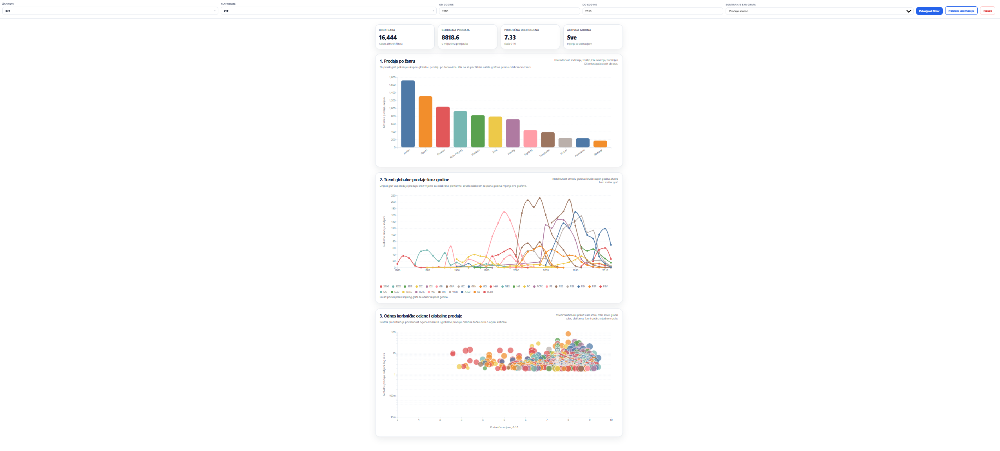 ŽANROVI
Sve
PLATFORME
Sve
OD GODINE
1980
DO GODINE
2016
SORTIRANJE BAR GRAFA
Prodaja silazno
Primijeni filter
Pokreni animaciju
Reset
BROJ IGARA
16,444
nakon aktivnih filtera
GLOBALNA PRODAJA
8818.6
u milijunima primjeraka
PROSJEČNA USER OCJENA
7.33
skala 0-10
AKTIVNA GODINA
Sve
mijenja se animacijom
1. Prodaja po žanru
Interaktivnost: sortiranje, tooltip, klik selekcija, tranzicije i
D3 enter/update/exit obrazac.
Stupčasti graf prikazuje ukupnu globalnu prodaju po žanrovima. Klik na stupac filtrira ostale grafove prema odabranom žanru.
1,800
1,600
1,400
1,200
1,000
800
600
400
200
0
Globalna prodaja, milijuni
Action
Sports
Shooter
Role-Playing
Platform
Misc
Racing
Fighting
Simulation
Puzzle
Adventure
Strategy
2. Trend globalne prodaje kroz godine
Interaktivnost između grafova: brush raspon godina ažurira
bar i scatter graf.
Linijski graf uspoređuje prodaju kroz vrijeme za odabrane platforme. Brush odabirom raspona godina mijenja sve grafove.
220
200
180
160
140
120
100
80
60
40
20
0
Globalna prodaja, milijuni
1980
1985
1990
1995
2000
2005
2010
2015
2600 3DO 3DS DC DS GB GBA GC GEN GG N64 NES NG PC PCFX PS PS2 PS3 PS4 PSP PSV
SAT SCD SNES TG16 WS Wii WiiU X360 XB XOne
Brush: povuci preko linijskog grafa za odabir raspona godina.
3. Odnos korisničke ocjene i globalne prodaje
Višedimenzionalni prikaz: user score, critic score, global
sales, platforma, žanr i godina u jednom grafu.
Scatter plot istražuje povezanost ocjena korisnika i globalne prodaje. Veličina točke ovisi o ocjeni kritičara.
100
10
1
100m
10m
Globalna prodaja, milijuni, log skala
0
1
2
3
4
5
6
7
8
9
10
Korisnička ocjena, 0-10